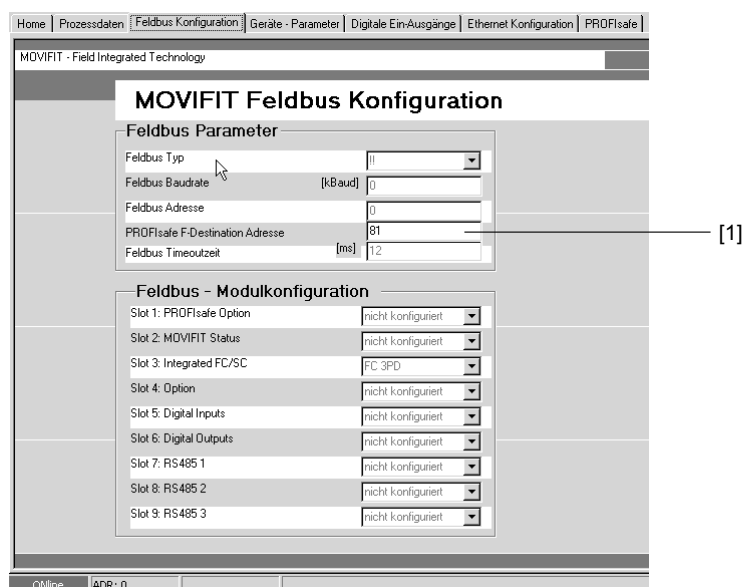 Home Prozessdaten Feldbus Konfiguration Geräte - Parameter Digitale Ein-Ausgänge Ethernet Konfiguration PROFIsafe
MOVIFIT - Field Integrated Technology
MOVIFIT Feldbus Konfiguration
Feldbus Parameter
Feldbus Typ !!
Feldbus Baudrate [kBaud] 0
Feldbus Adresse 0
PROFIsafe F-Destination Adresse 81 [1]
Feldbus Timeoutzeit [ms] 12
Feldbus - Modulkonfiguration
Slot 1: PROFIsafe Option nicht konfiguriert
Slot 2: MOVIFIT Status nicht konfiguriert
Slot 3: Integrated FC/SC FC 3PD
Slot 4: Option nicht konfiguriert
Slot 5: Digital Inputs nicht konfiguriert
Slot 6: Digital Outputs nicht konfiguriert
Slot 7: RS485 1 nicht konfiguriert
Slot 8: RS485 2 nicht konfiguriert
Slot 9: RS485 3 nicht konfiguriert
ONline ADR: 0